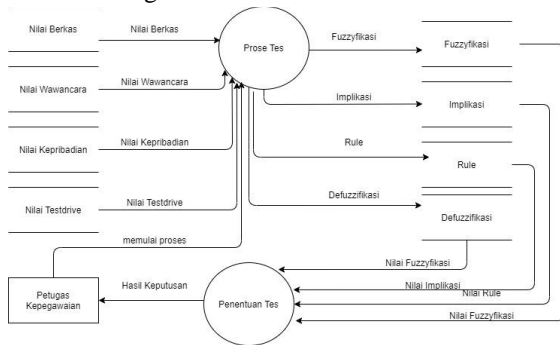 Nilai Berkas
Nilai Berkas
Prose Tes
Fuzzyfikasi
Fuzzyfikasi
Nilai Wawancara
Nilai Wawancara
Implikasi
Implikasi
Nilai Kepribadian
Nilai Kepribadian
Rule
Rule
Nilai Testdrive
Nilai Testdrive
Defuzzifikasi
Defuzzifikasi
memulai proses
Nilai Fuzzyfikasi
Petugas
Kepegawaian
Hasil Keputusan
Penentuan Tes
Nilai Implikasi
Nilai Rule
Nilai Fuzzyfikasi